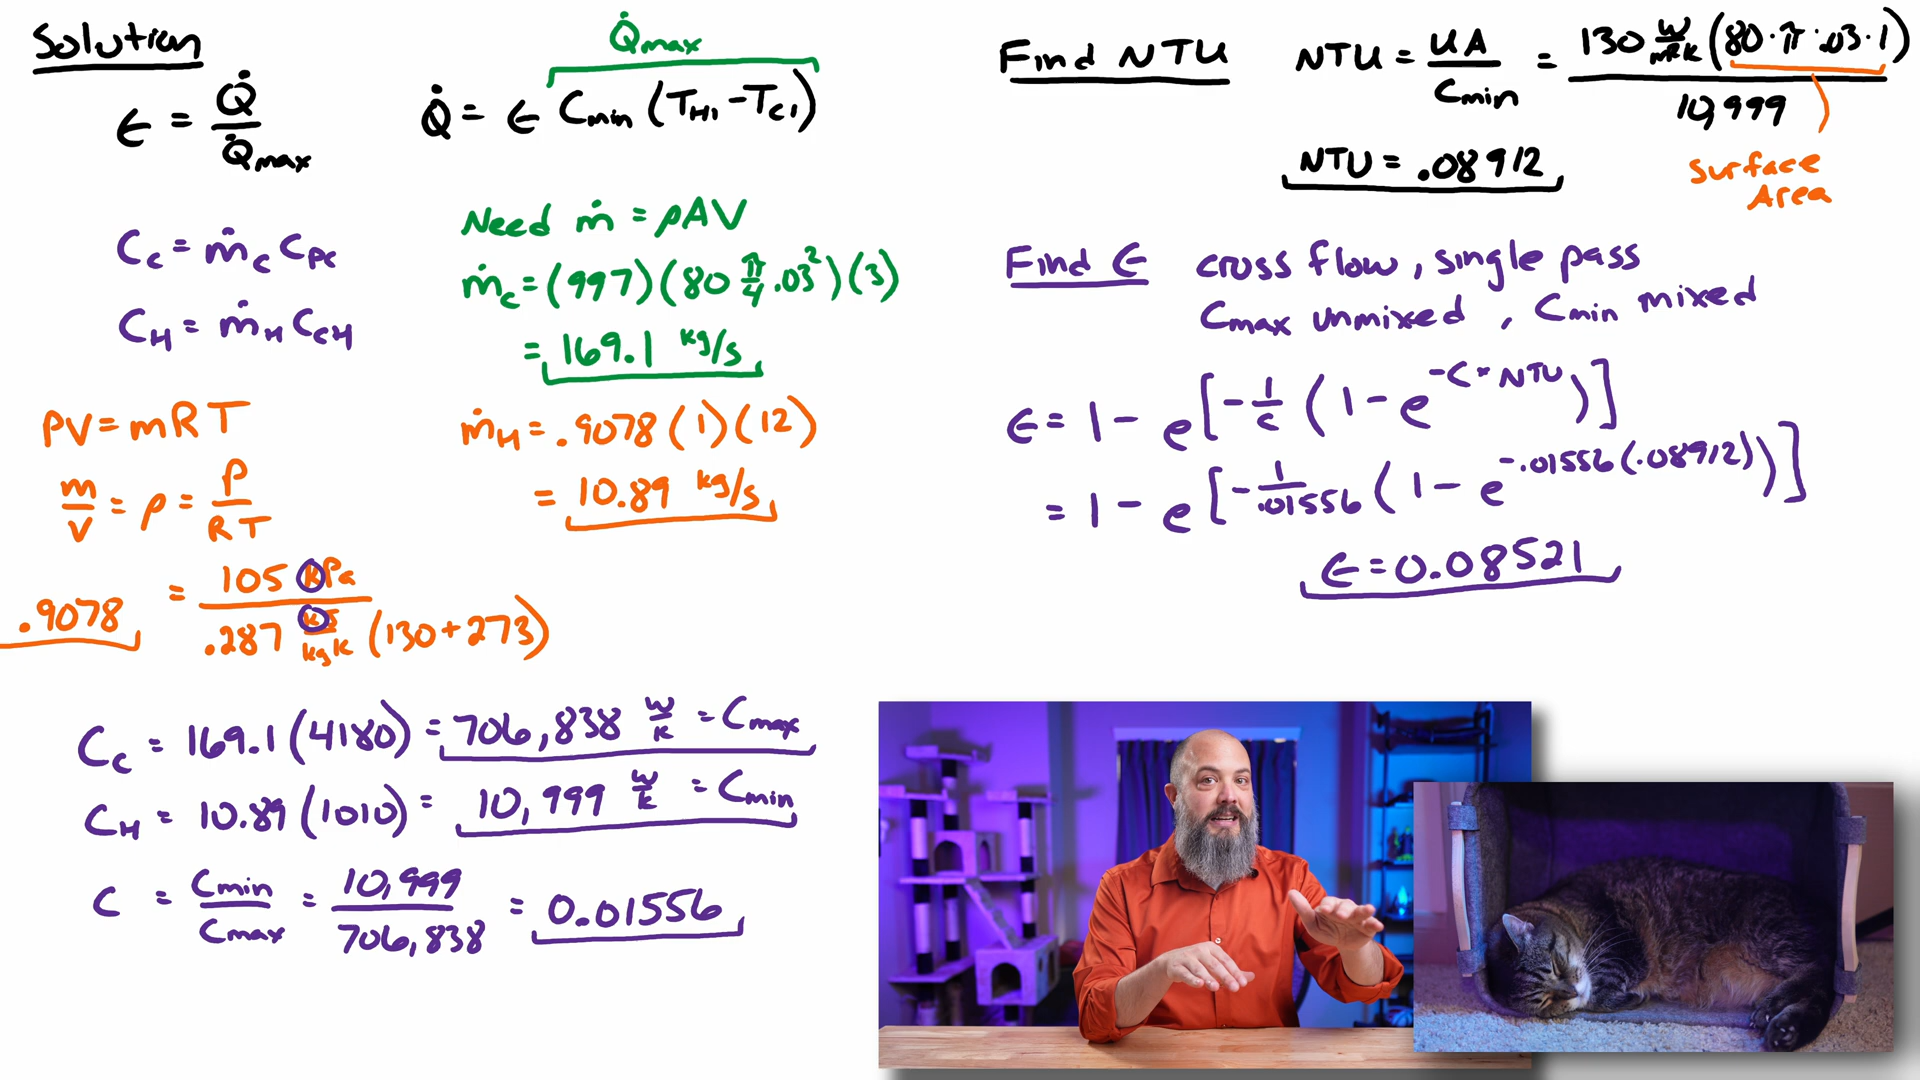 Solution
ϵ = Q̇ / Q̇max
Q̇max
Q̇ = ϵ Cmin (TH1 - TC1)
Cc = ṁc Cpc
CH = ṁH CCH
Need ṁ = ρAV
ṁc = (997)(80 π/4 .03²)(3)
= 169.1 kg/s
PV = mRT
m/V = ρ = P/RT
= 105 kPa / .287 kJ/kgK (130+273)
.9078
ṁH = .9078(1)(12)
= 10.89 kg/s
Cc = 169.1(4180) = 706,838 W/K = Cmax
CH = 10.89(1010) = 10,999 W/K = Cmin
C = Cmin/Cmax = 10,999/706,838 = 0.01556
Find NTU NTU = UA/Cmin = 130 W/m²K (80·π·.03·1) / 10,999
NTU = .08912
Surface
Area
Find ϵ cross flow, single pass
Cmax unmixed, Cmin mixed
ϵ = 1 - e[-1/c (1 - e^-C*NTU)]
= 1 - e[-1/.01556 (1 - e^-.01556(.08912))]
ϵ = 0.08521